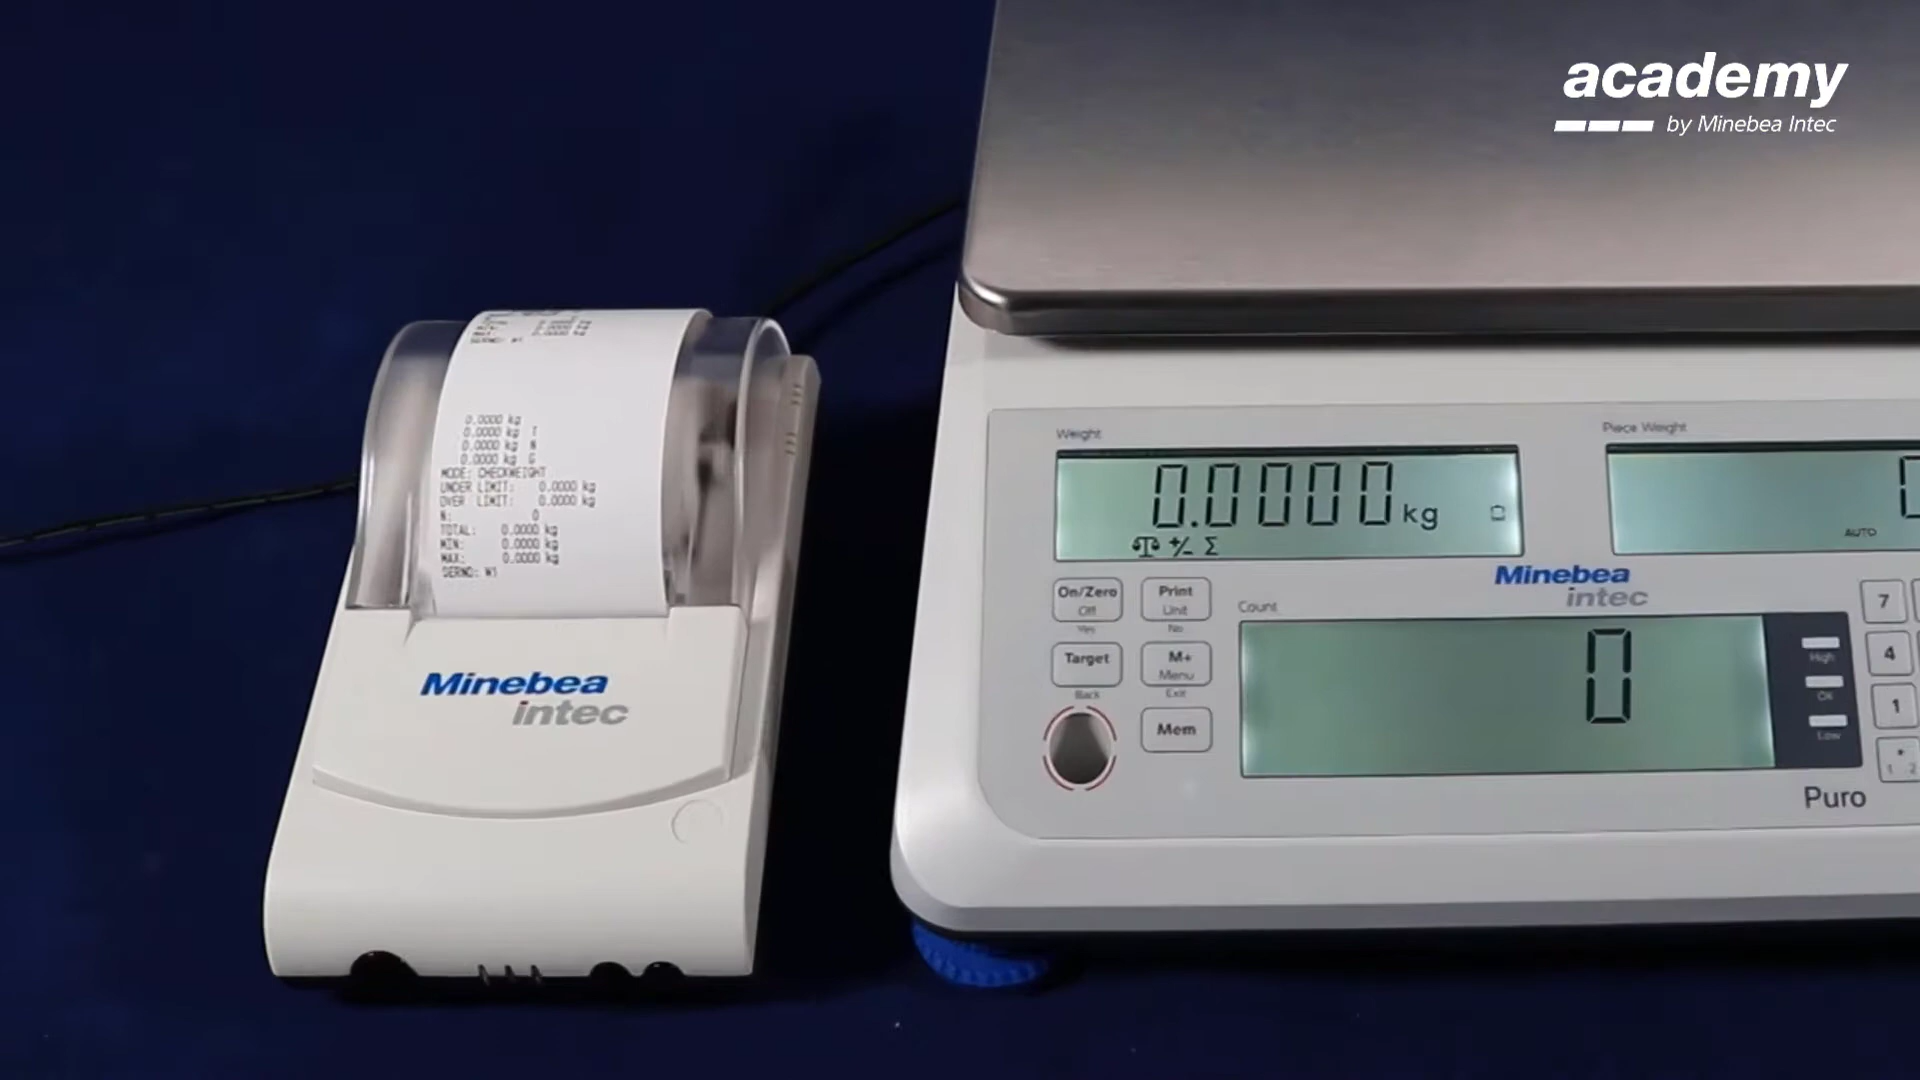 academy
by Minebea Intec
0.0000 kg
0.0000 kg T
0.0000 kg N
0.0000 kg G
MODE: CHECKWEIGHT
UNDER LIMIT: 0.0000 kg
OVER LIMIT: 0.0000 kg
N: 0
TOTAL: 0.0000 kg
MIN: 0.0000 kg
MAX: 0.0000 kg
SERNO: W1
Minebea
intec
Weight
0.0000 kg
+/- Σ
Piece Weight
0
AUTO
Minebea
intec
On/Zero
Off
Yes
Print
Unit
No
Target
Back
M+
Menu
Exit
Mem
Count
0
High
OK
Low
7
4
1
Puro